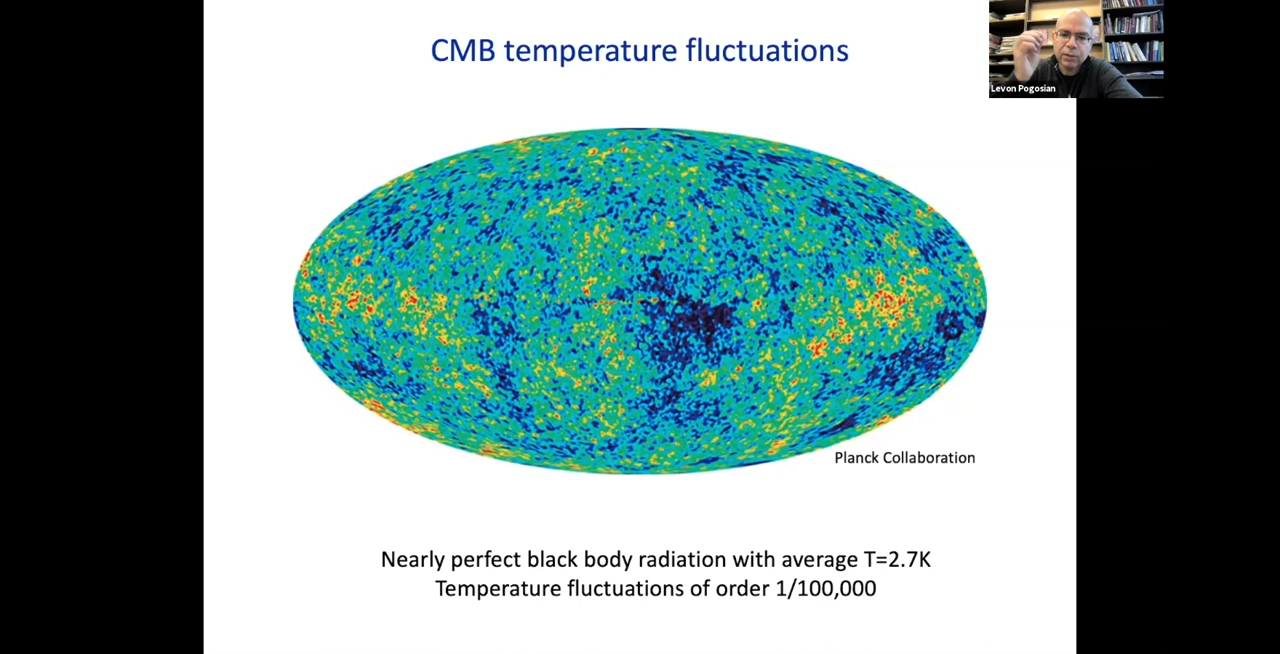 CMB temperature fluctuations
Levon Pogosian
Planck Collaboration
Nearly perfect black body radiation with average T=2.7K
Temperature fluctuations of order 1/100,000